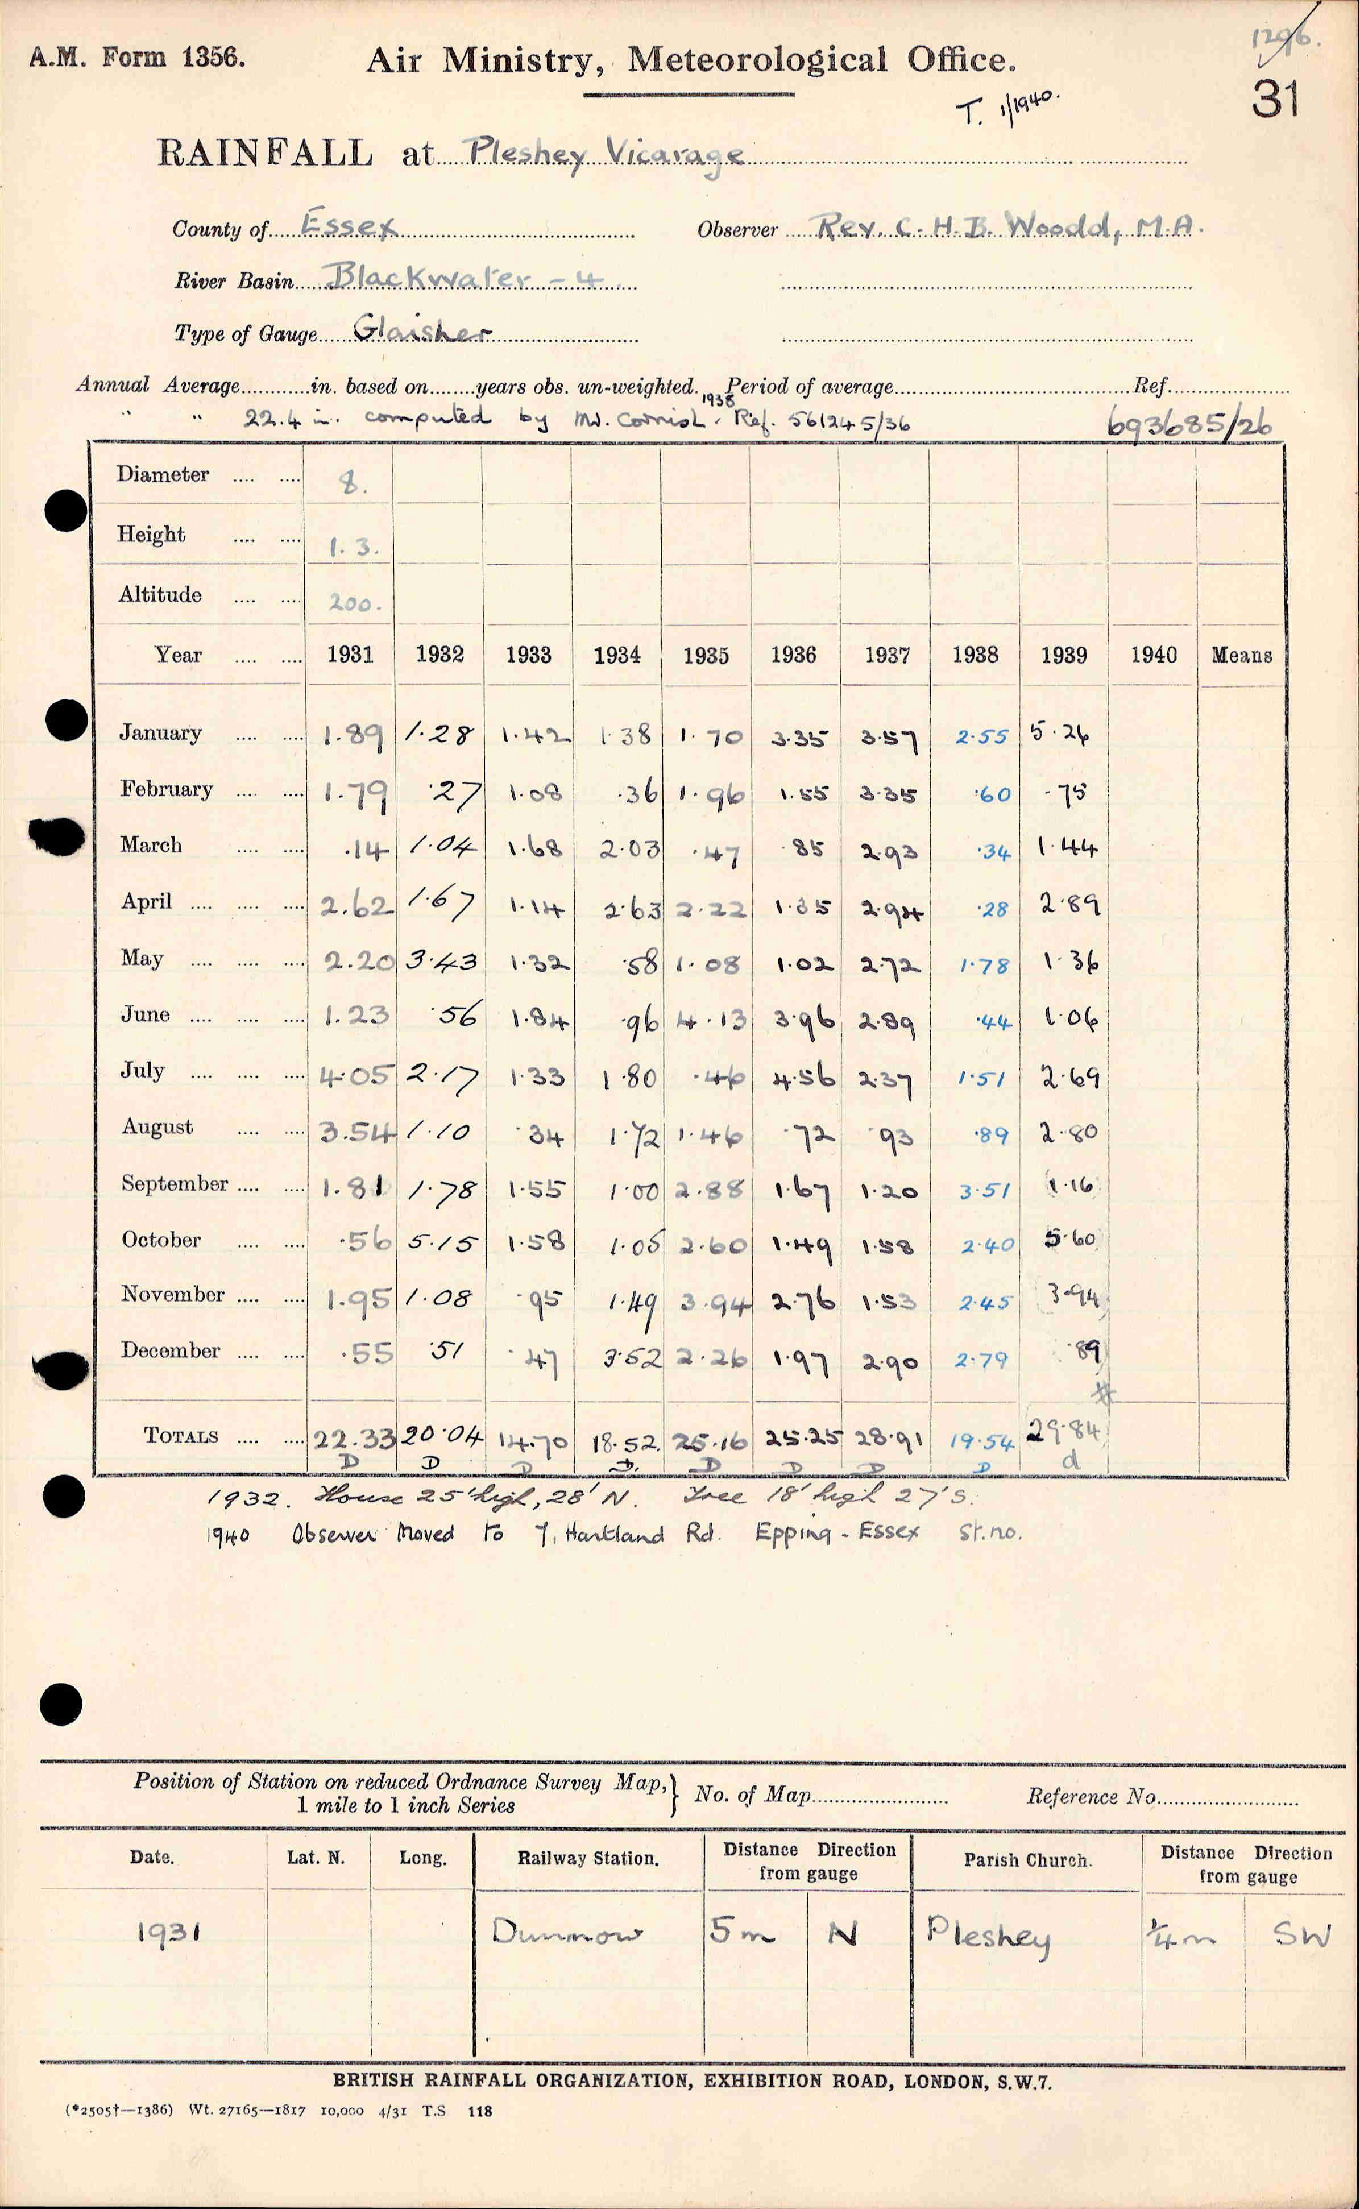 1296.
A.M. Form 1356.
Air Ministry, Meteorological Office.
31
T. 1/1940.
RAINFALL at Pleshey Vicarage
County of Essex Observer Rev. C. H. B. Woodd, M.A.
River Basin Blackwater - 4
Type of Gauge Glaisher
Annual Average in. based on years obs. un-weighted. Period of average Ref.
" " 22.4 in. computed by Mr. Cornish. 1938 Ref. 561245/36 693685/26
Diameter .... .... 8.
Height .... .... 1.3.
Altitude .... .... 200.
Year .... .... 1931 1932 1933 1934 1935 1936 1937 1938 1939 1940 Means
January .... .... 1.89 1.28 1.42 1.38 1.70 3.35 3.57 2.55 5.26
February .... .... 1.79 .27 1.08 .36 1.96 1.55 3.35 .60 .75
March .... .... .14 1.04 1.68 2.03 .47 .85 2.93 .34 1.44
April .... .... .... 2.62 1.67 1.14 2.63 2.22 1.35 2.94 .28 2.89
May .... .... .... 2.20 3.43 1.32 .58 1.08 1.02 2.72 1.78 1.36
June .... .... .... 1.23 .56 1.84 .96 4.13 3.96 2.89 .44 1.06
July .... .... .... 4.05 2.17 1.33 1.80 .46 4.56 2.37 1.51 2.69
August .... .... 3.54 1.10 .34 1.72 1.46 .72 .93 .89 2.80
September .... .... 1.81 1.78 1.55 1.00 2.88 1.67 1.20 3.51 1.16
October .... .... .56 5.15 1.58 1.05 2.60 1.49 1.58 2.40 5.60
November .... .... 1.95 1.08 .95 1.49 3.94 2.76 1.53 2.45 3.94
December .... .... .55 .51 .47 3.52 2.26 1.97 2.90 2.79 .89
TOTALS .... .... 22.33 20.04 14.70 18.52 25.16 25.25 28.91 19.54 29.84
D D D D. D D D D d
1932. House 25' high, 28' N. Tree 18' high 27' S.
1940 Observer Moved to 7, Hartland Rd. Epping - Essex St. no.
Position of Station on reduced Ordnance Survey Map,} No. of Map Reference No.
1 mile to 1 inch Series
Date. Lat. N. Long. Railway Station. Distance Direction from gauge Parish Church. Distance Direction from gauge
1931 Dunmow 5m N Pleshey 1/4m SW
BRITISH RAINFALL ORGANIZATION, EXHIBITION ROAD, LONDON, S.W.7.
(*2505†—1386) Wt. 27165—1817 10,000 4/31 T.S 118